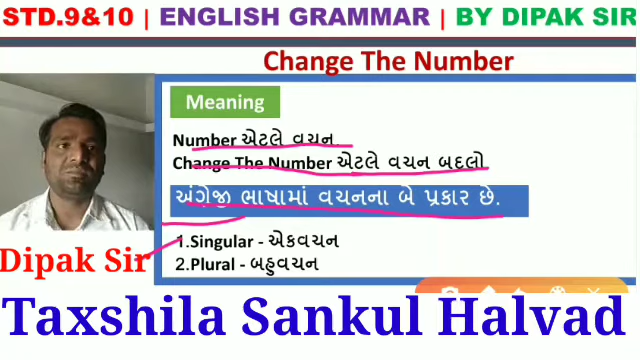 STD.9&10 | ENGLISH GRAMMAR | BY DIPAK SIR
Change The Number
Meaning
Number એટલે વચન.
Change The Number એટલે વચન બદલો
અંગ્રેજી ભાષામાં વચનના બે પ્રકાર છે.
1.Singular - એકવચન
2.Plural - બહુવચન
Dipak Sir
Taxshila Sankul Halvad